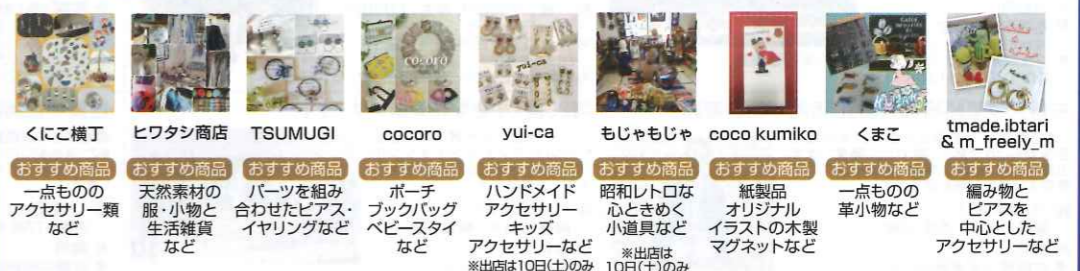 くにこ横丁
おすすめ商品
一点ものの
アクセサリー類
など
ヒワタシ商店
おすすめ商品
天然素材の
服・小物と
生活雑貨
など
TSUMUGI
おすすめ商品
パーツを組み
合わせたピアス・
イヤリングなど
cocoro
おすすめ商品
ポーチ
ブックバッグ
ベビースタイ
など
yui-ca
おすすめ商品
ハンドメイド
アクセサリー
キッズ
アクセサリーなど
※出店は10日(土)のみ
もじゃもじゃ
おすすめ商品
昭和レトロな
心ときめく
小道具など
※出店は
10日(土)のみ
coco kumiko
おすすめ商品
紙製品
オリジナル
イラストの木製
マグネットなど
くまこ
おすすめ商品
一点ものの
革小物など
tmade.ibtari
& m_freely_m
おすすめ商品
編み物と
ピアスを
中心とした
アクセサリーなど
cocoro
yui-ca